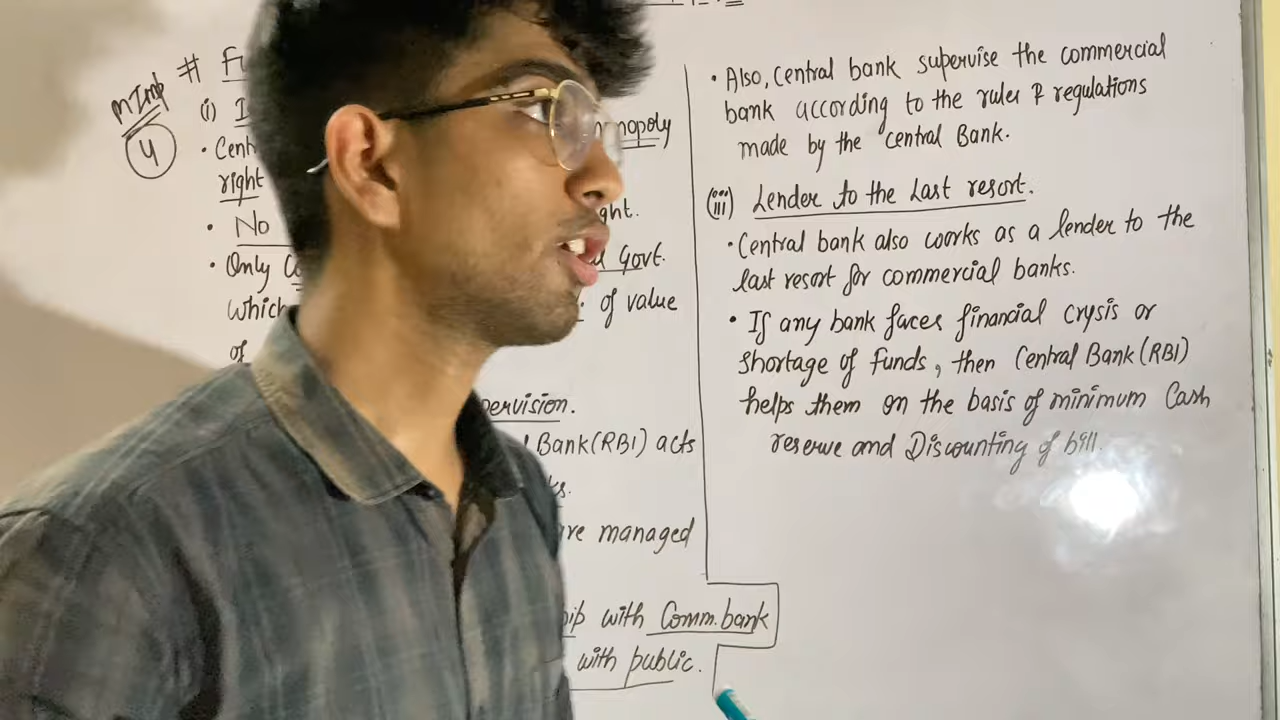 M Imp
4
# Fu
(i) I
nopoly
• Cent
right
ght.
• No
• Only C
Govt.
which
of value
of
pervision.
Bank(RBI) acts
ks.
are managed
with Comm.bank
with public.
• Also, Central bank supervise the commercial
bank according to the rules & regulations
made by the Central Bank.
(iii) Lender to the Last resort.
• Central bank also works as a lender to the
last resort for commercial banks.
• If any bank faces financial crysis or
shortage of funds, then Central Bank (RBI)
helps them on the basis of minimum Cash
reserve and Discounting of bill.